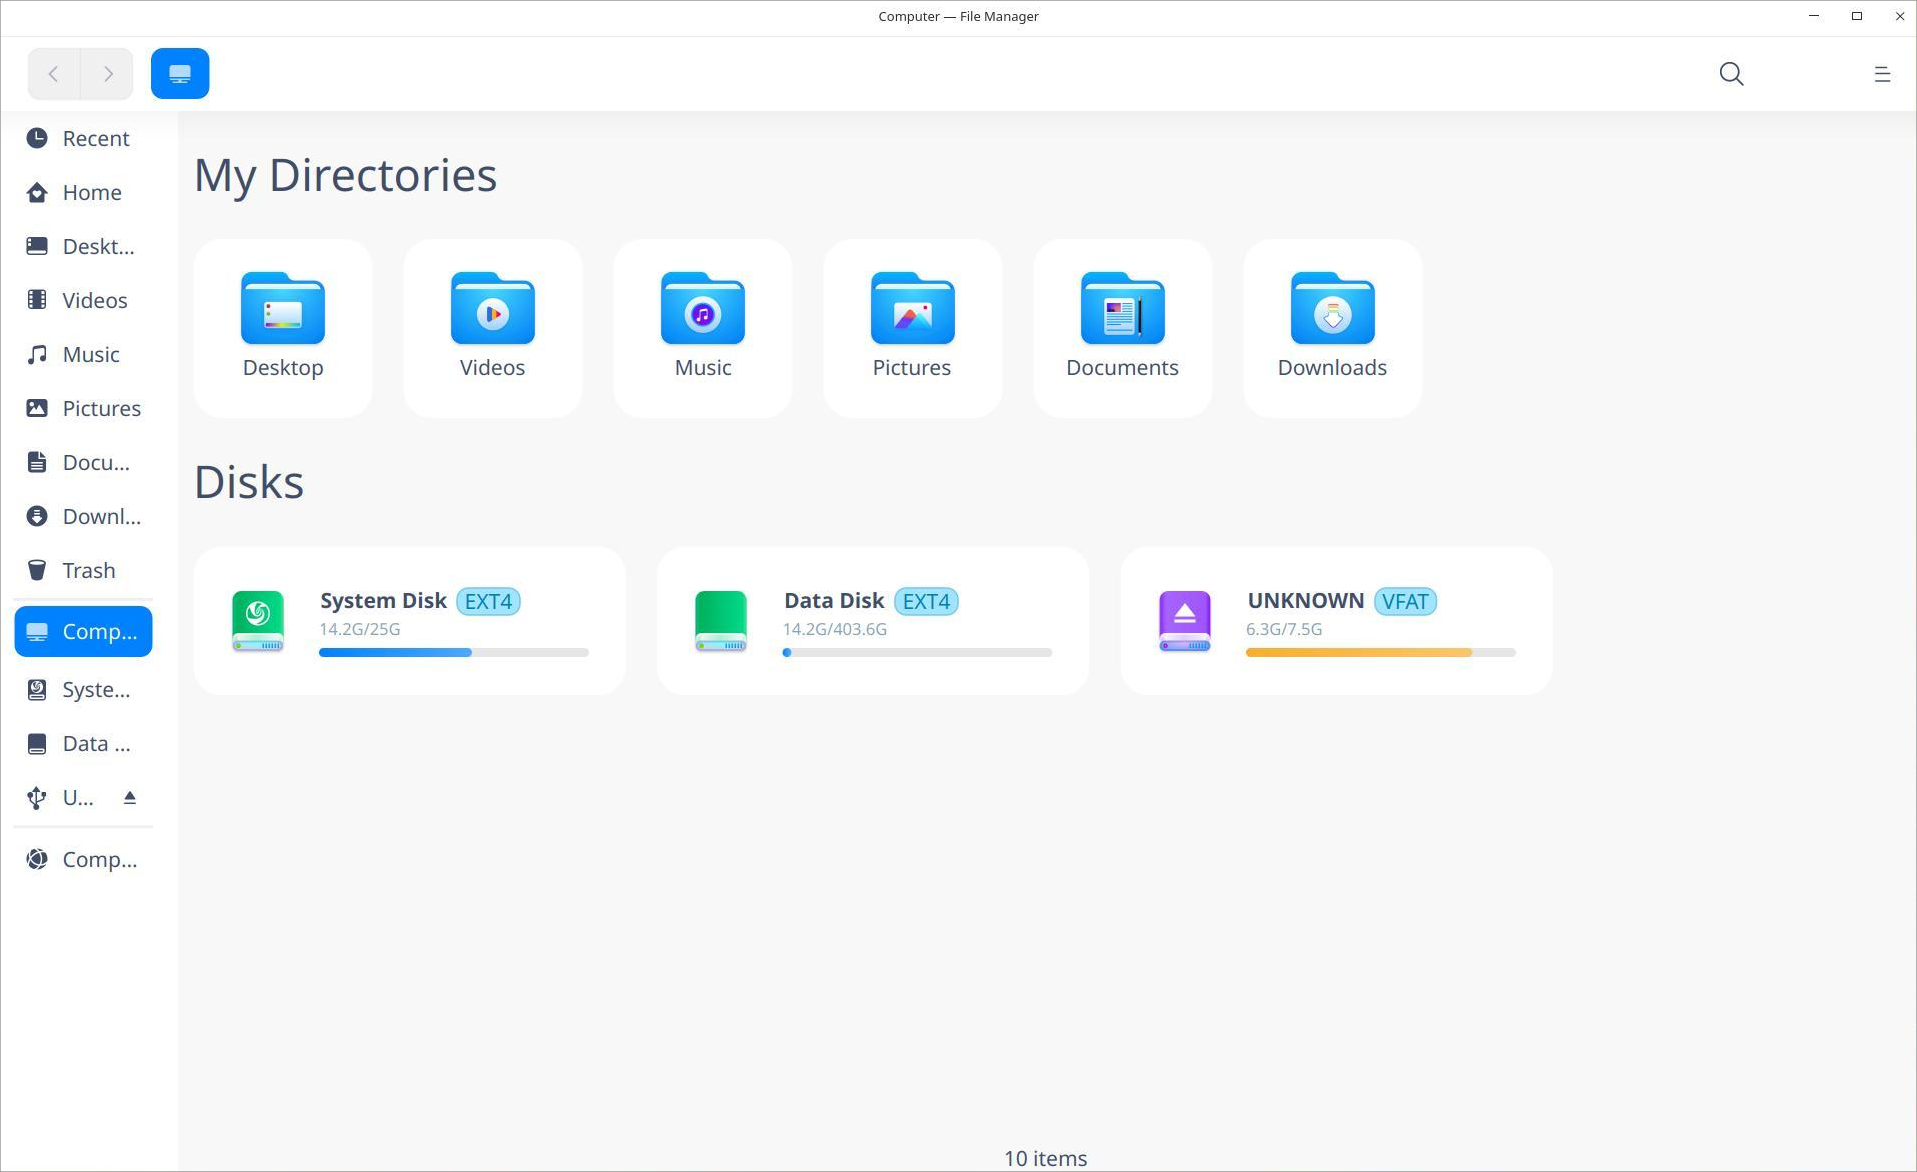 Computer — File Manager
Recent
Home
Deskt...
Videos
Music
Pictures
Docu...
Downl...
Trash
Comp...
Syste...
Data ...
U...
Comp...
My Directories
Desktop
Videos
Music
Pictures
Documents
Downloads
Disks
System Disk EXT4
14.2G/25G
Data Disk EXT4
14.2G/403.6G
UNKNOWN VFAT
6.3G/7.5G
10 items